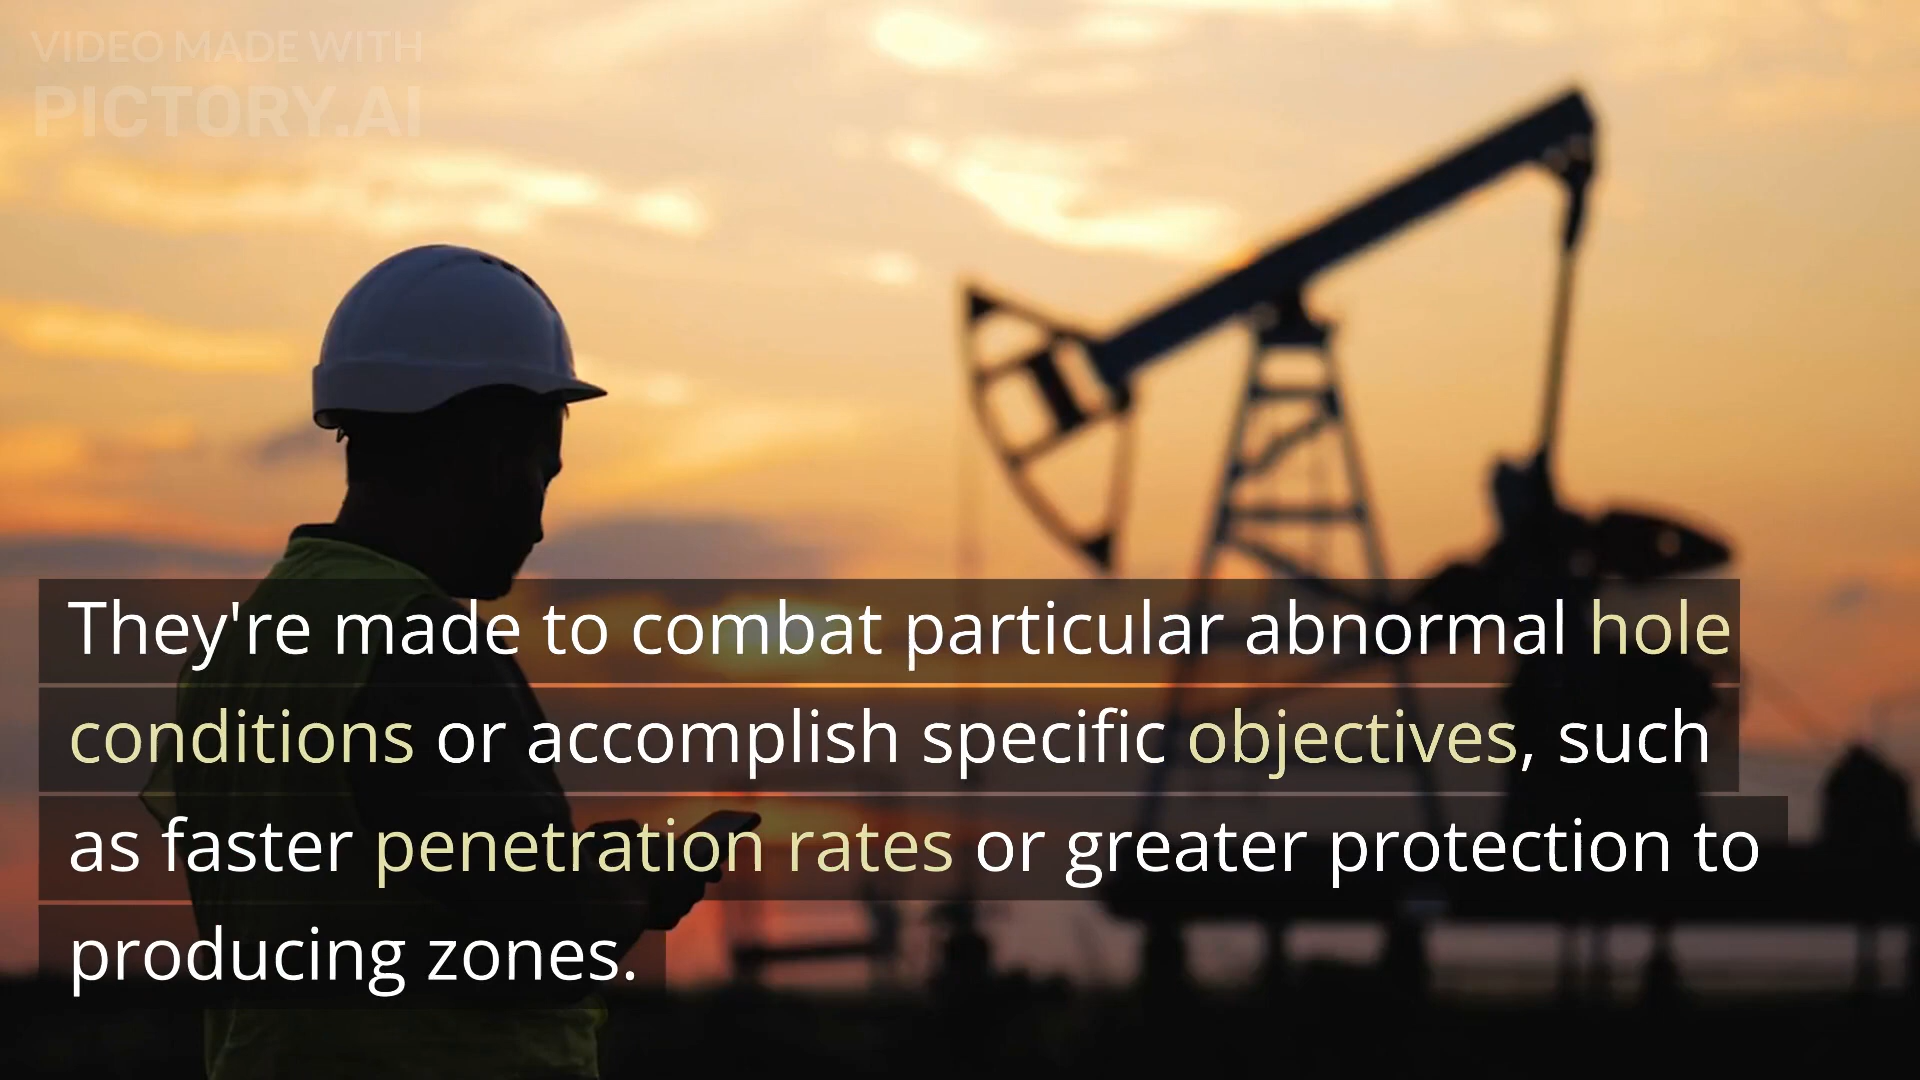 VIDEO MADE WITH
PICTORY.AI
They're made to combat particular abnormal hole
conditions or accomplish specific objectives, such
as faster penetration rates or greater protection to
producing zones.